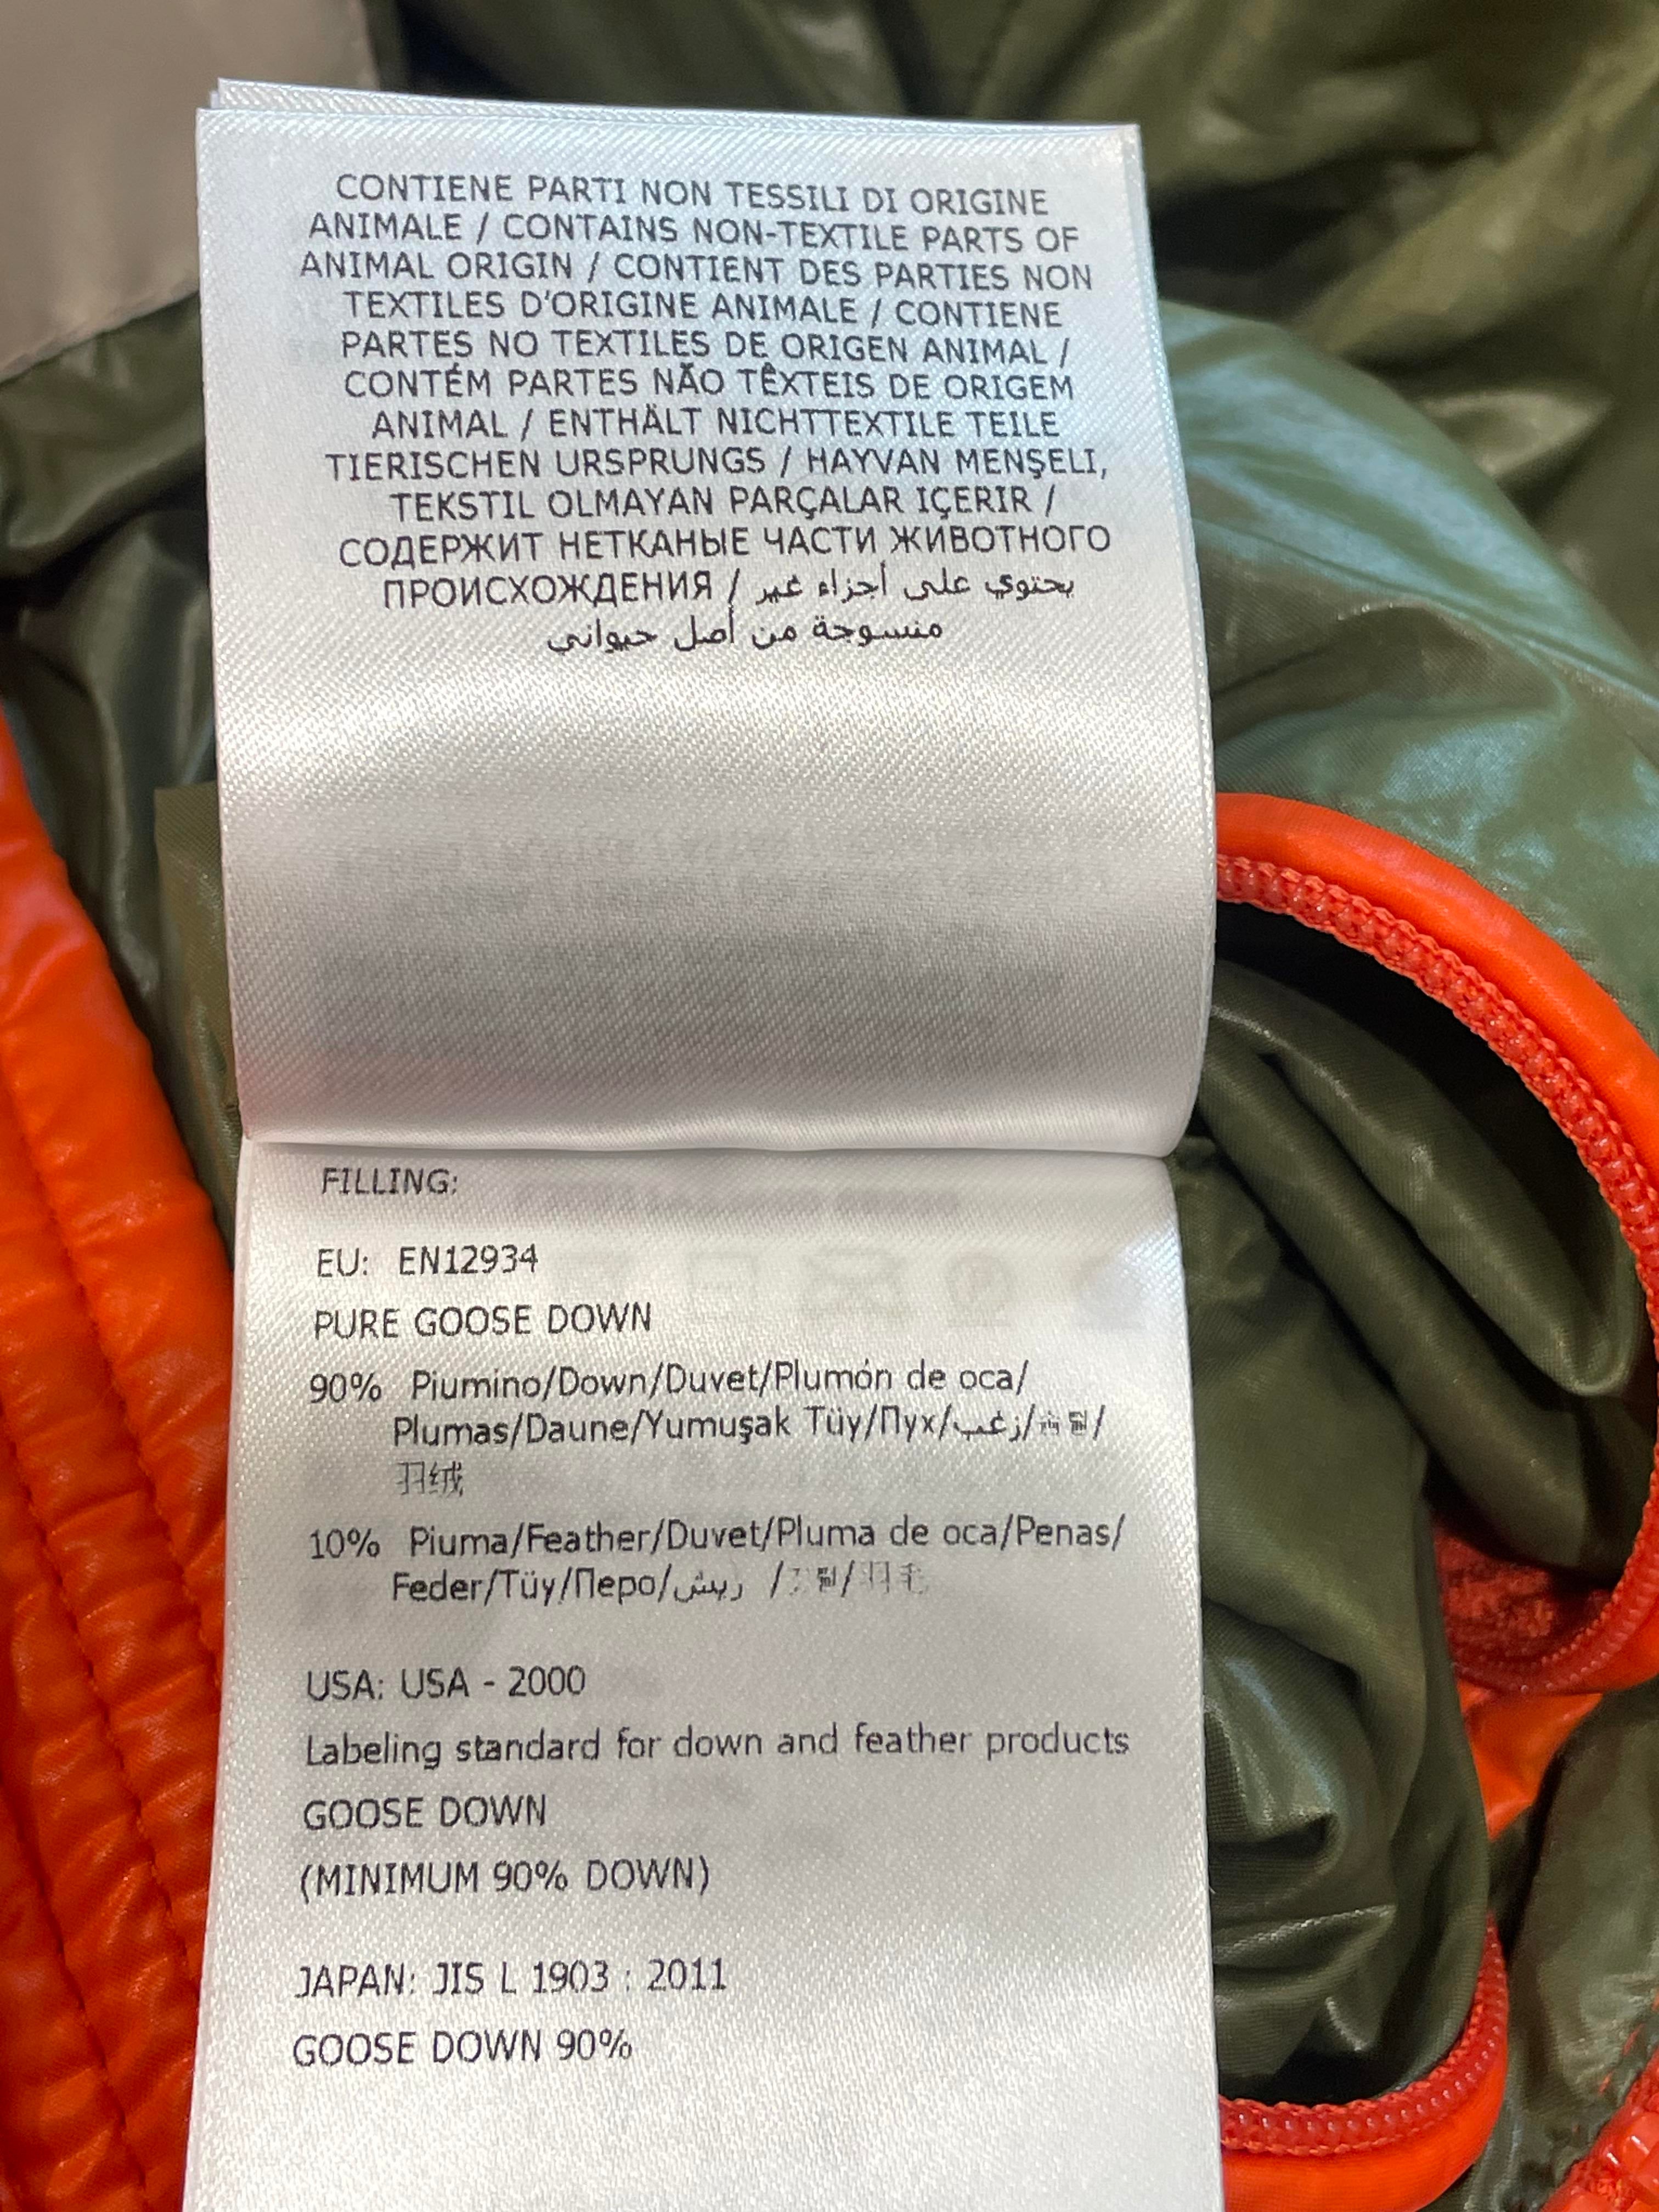 CONTIENE PARTI NON TESSILI DI ORIGINE
ANIMALE / CONTAINS NON-TEXTILE PARTS OF
ANIMAL ORIGIN / CONTIENT DES PARTIES NON
TEXTILES D'ORIGINE ANIMALE / CONTIENE
PARTES NO TEXTILES DE ORIGEN ANIMAL /
CONTÉM PARTES NÃO TÊXTEIS DE ORIGEM
ANIMAL / ENTHÄLT NICHTTEXTILE TEILE
TIERISCHEN URSPRUNGS / HAYVAN MENŞELI,
TEKSTIL OLMAYAN PARÇALAR IÇERIR /
СОДЕРЖИТ НЕТКАНЫЕ ЧАСТИ ЖИВОТНОГО
ПРОИСХОЖДЕНИЯ / يحتوي على أجزاء غير
منسوجة من أصل حيواني
FILLING:
EU: EN12934
PURE GOOSE DOWN
90% Piumino/Down/Duvet/Plumón de oca/
Plumas/Daune/Yumuşak Tüy/Пух/زغب/
羽绒
10% Piuma/Feather/Duvet/Pluma de oca/Penas/
Feder/Tüy/Перо/ريش /羽毛
USA: USA - 2000
Labeling standard for down and feather products
GOOSE DOWN
(MINIMUM 90% DOWN)
JAPAN: JIS L 1903 : 2011
GOOSE DOWN 90%